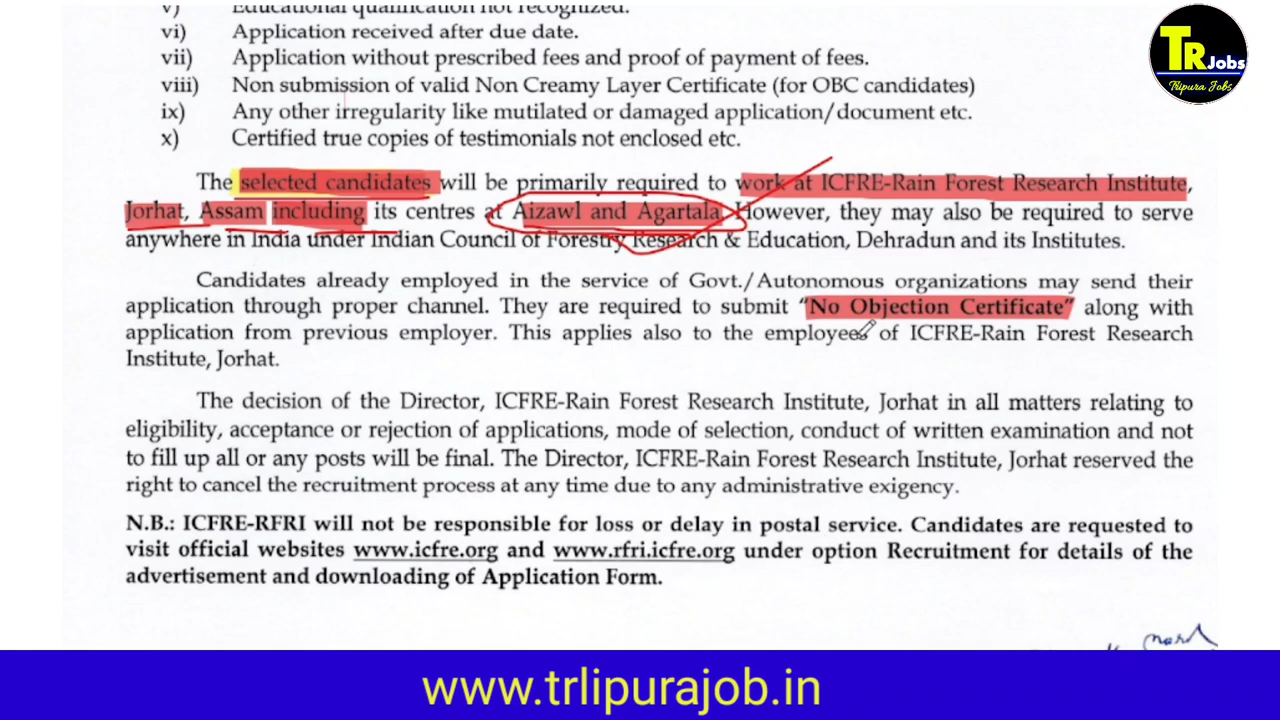 v) Educational qualification not recognized.
vi) Application received after due date.
vii) Application without prescribed fees and proof of payment of fees.
viii) Non submission of valid Non Creamy Layer Certificate (for OBC candidates)
ix) Any other irregularity like mutilated or damaged application/document etc.
x) Certified true copies of testimonials not enclosed etc.
The selected candidates will be primarily required to work at ICFRE-Rain Forest Research Institute,
Jorhat, Assam including its centres at Aizawl and Agartala. However, they may also be required to serve
anywhere in India under Indian Council of Forestry Research & Education, Dehradun and its Institutes.
Candidates already employed in the service of Govt./Autonomous organizations may send their
application through proper channel. They are required to submit "No Objection Certificate" along with
application from previous employer. This applies also to the employees of ICFRE-Rain Forest Research
Institute, Jorhat.
The decision of the Director, ICFRE-Rain Forest Research Institute, Jorhat in all matters relating to
eligibility, acceptance or rejection of applications, mode of selection, conduct of written examination and not
to fill up all or any posts will be final. The Director, ICFRE-Rain Forest Research Institute, Jorhat reserved the
right to cancel the recruitment process at any time due to any administrative exigency.
N.B.: ICFRE-RFRI will not be responsible for loss or delay in postal service. Candidates are requested to
visit official websites www.icfre.org and www.rfri.icfre.org under option Recruitment for details of the
advertisement and downloading of Application Form.
TR Jobs
Tripura Jobs
www.trlipurajob.in